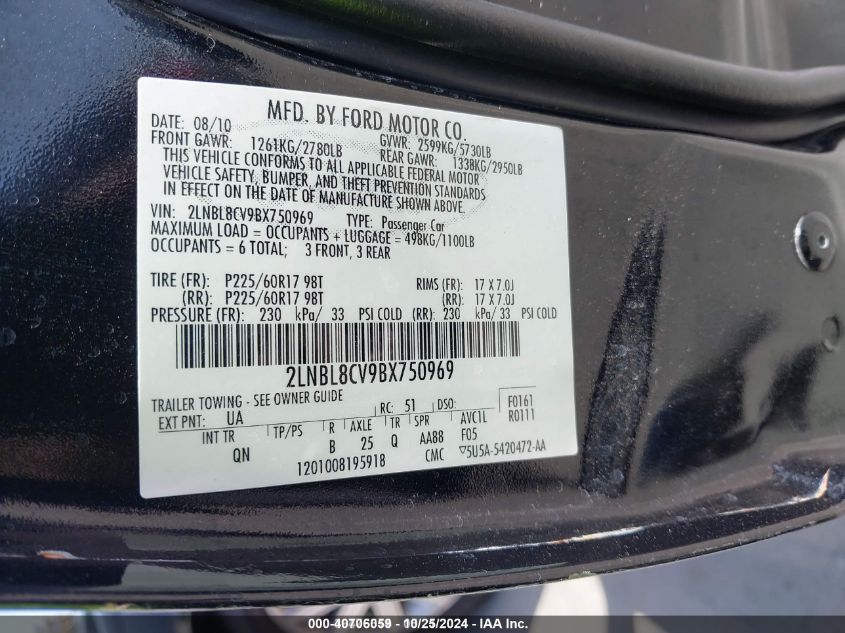 MFD. BY FORD MOTOR CO.
DATE: 08/10 GVWR: 2599KG/5730LB
FRONT GAWR: 1261KG/2780LB REAR GAWR: 1338KG/2950LB
THIS VEHICLE CONFORMS TO ALL APPLICABLE FEDERAL MOTOR
VEHICLE SAFETY, BUMPER, AND THEFT PREVENTION STANDARDS
IN EFFECT ON THE DATE OF MANUFACTURE SHOWN ABOVE.
VIN: 2LNBL8CV9BX750969 TYPE: Passenger Car
MAXIMUM LOAD = OCCUPANTS + LUGGAGE = 498KG/1100LB
OCCUPANTS = 6 TOTAL; 3 FRONT, 3 REAR
TIRE (FR): P225/60R17 98T RIMS (FR): 17 X 7.0J
(RR): P225/60R17 98T (RR): 17 X 7.0J
PRESSURE (FR): 230 kPa/ 33 PSI COLD (RR): 230 kPa/ 33 PSI COLD
2LNBL8CV9BX750969
TRAILER TOWING - SEE OWNER GUIDE
EXT PNT: UA RC: 51 DSO: F0161
R0111
INT TR TP/PS R AXLE TR SPR AVC1L
QN B 25 Q AA88 F05
1201008195918 CMC ▽5U5A-5420472-AA
000-40706059 - 10/25/2024 - IAA Inc.